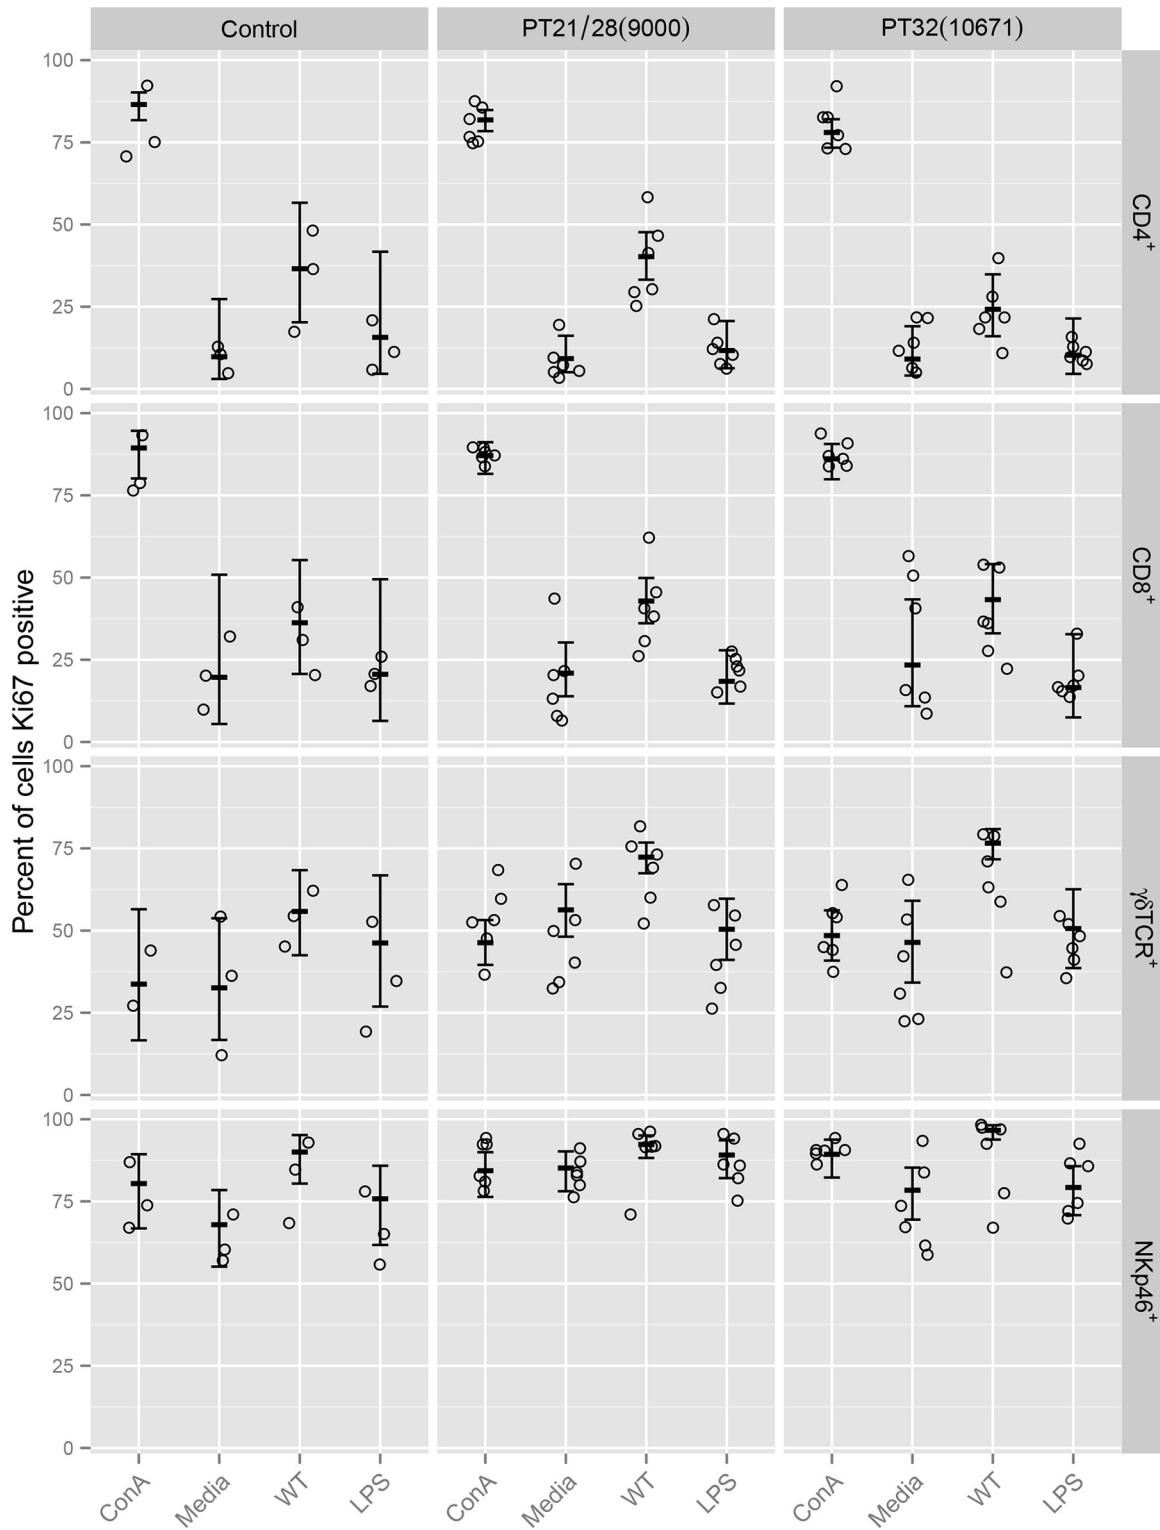 Control PT21/28(9000) PT32(10671)
Percent of cells Ki67 positive
100
75
50
25
0
CD4+
100
75
50
25
0
CD8+
100
75
50
25
0
γδTCR+
100
75
50
25
0
NKp46+
ConA Media WT LPS ConA Media WT LPS ConA Media WT LPS